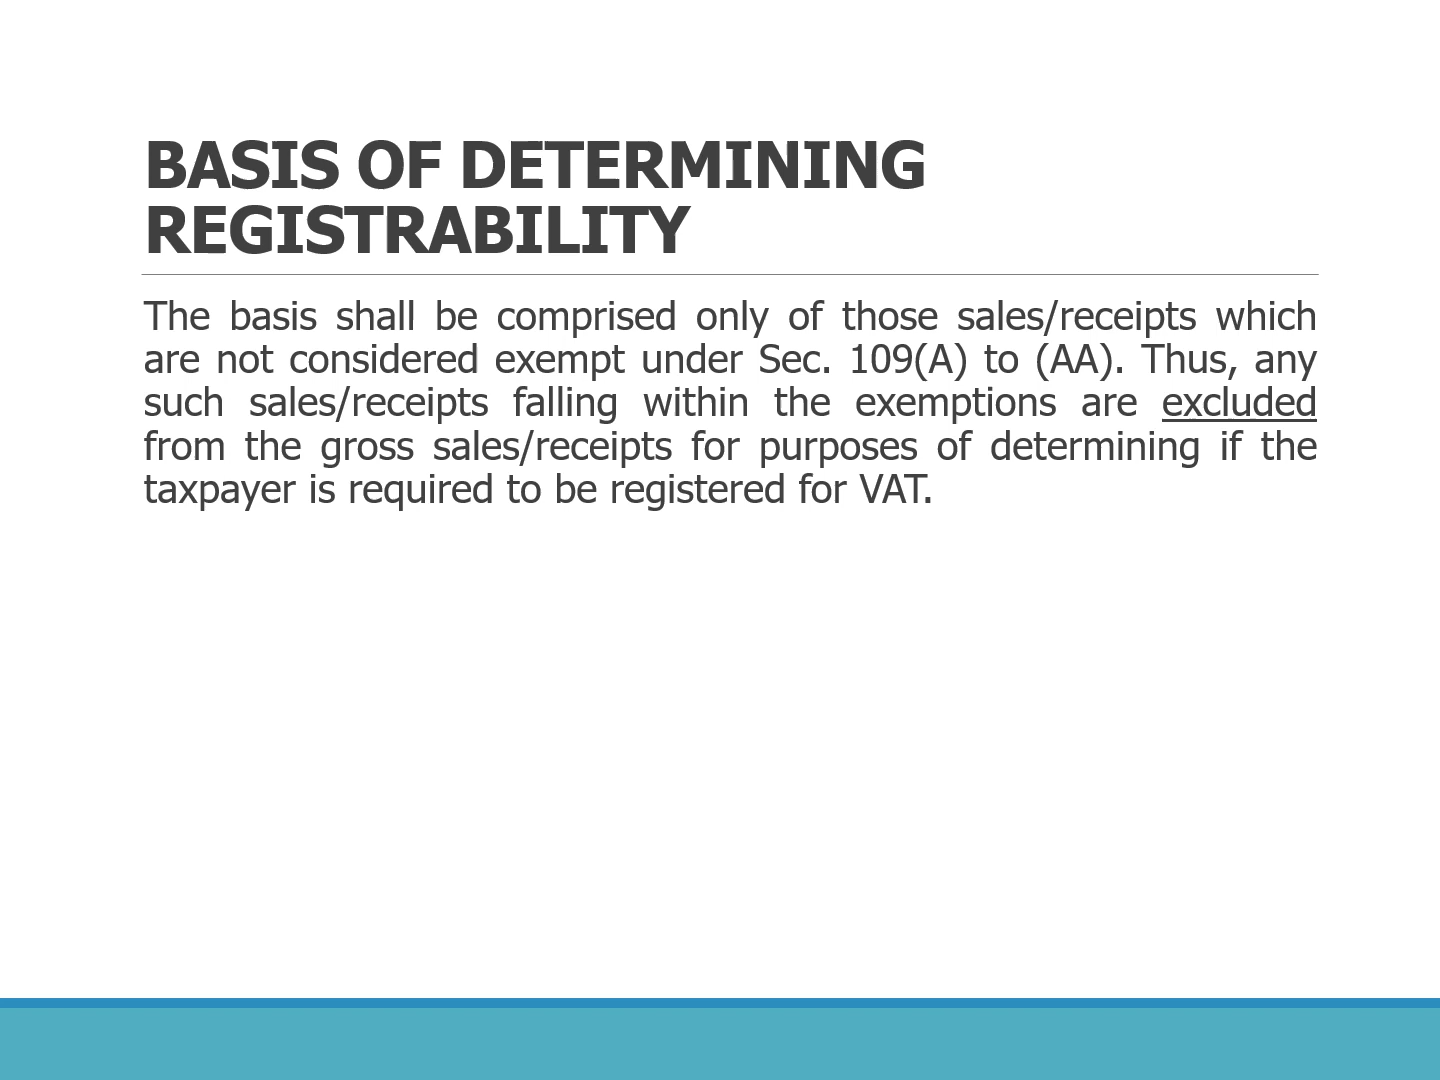 BASIS OF DETERMINING
REGISTRABILITY
The basis shall be comprised only of those sales/receipts which
are not considered exempt under Sec. 109(A) to (AA). Thus, any
such sales/receipts falling within the exemptions are excluded
from the gross sales/receipts for purposes of determining if the
taxpayer is required to be registered for VAT.